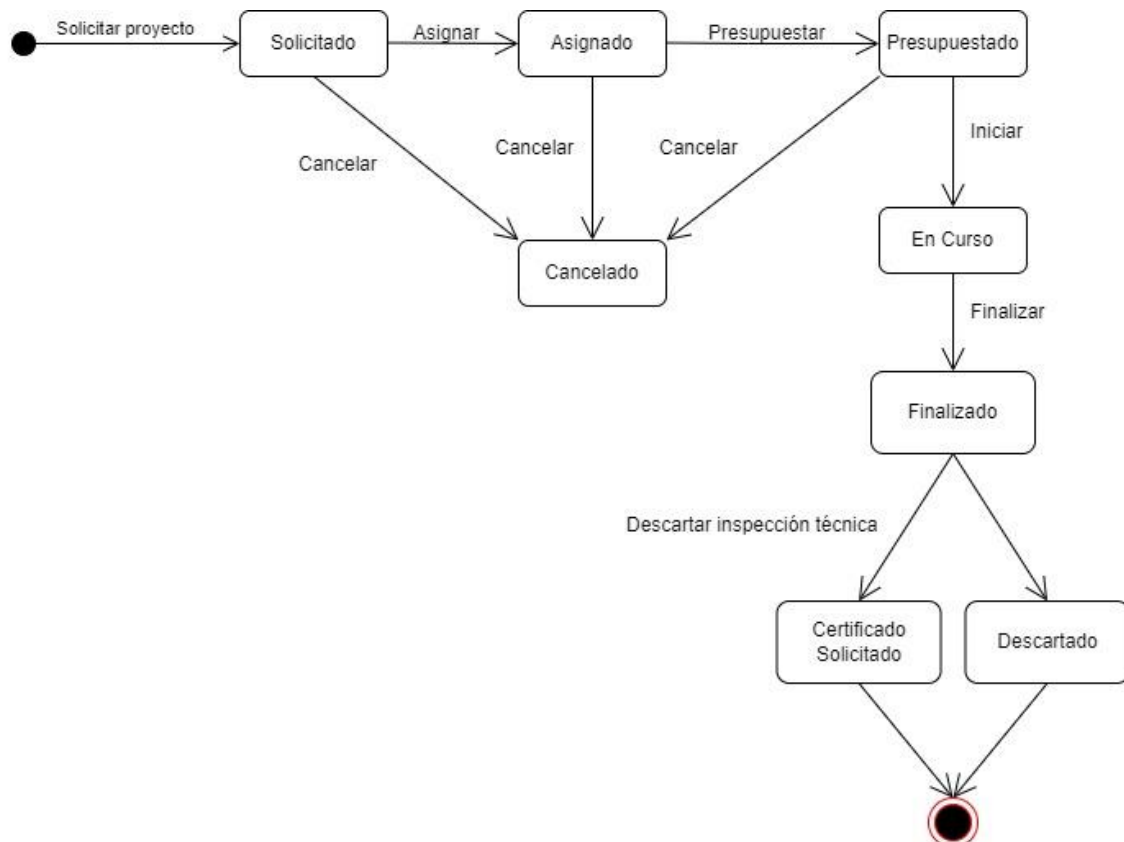 Solicitar proyecto
Solicitado
Asignar
Asignado
Presupuestar
Presupuestado
Cancelar
Cancelar
Cancelar
Iniciar
En Curso
Cancelado
Finalizar
Finalizado
Descartar inspección técnica
Certificado
Solicitado
Descartado